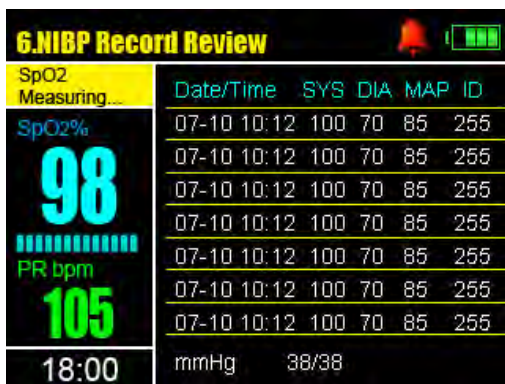 6.NIBP Record Review
SpO2
Measuring...
SpO2%
98
PR bpm
105
18:00
Date/Time SYS DIA MAP ID
07-10 10:12 100 70 85 255
07-10 10:12 100 70 85 255
07-10 10:12 100 70 85 255
07-10 10:12 100 70 85 255
07-10 10:12 100 70 85 255
07-10 10:12 100 70 85 255
07-10 10:12 100 70 85 255
mmHg 38/38